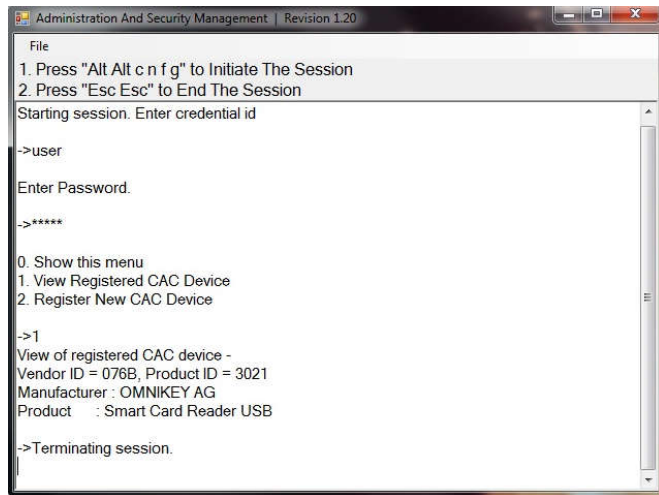 Administration And Security Management | Revision 1.20
File
1. Press "Alt Alt c n f g" to Initiate The Session
2. Press "Esc Esc" to End The Session
Starting session. Enter credential id
->user
Enter Password.
->*****
0. Show this menu
1. View Registered CAC Device
2. Register New CAC Device
->1
View of registered CAC device -
Vendor ID = 076B, Product ID = 3021
Manufacturer : OMNIKEY AG
Product : Smart Card Reader USB
->Terminating session.